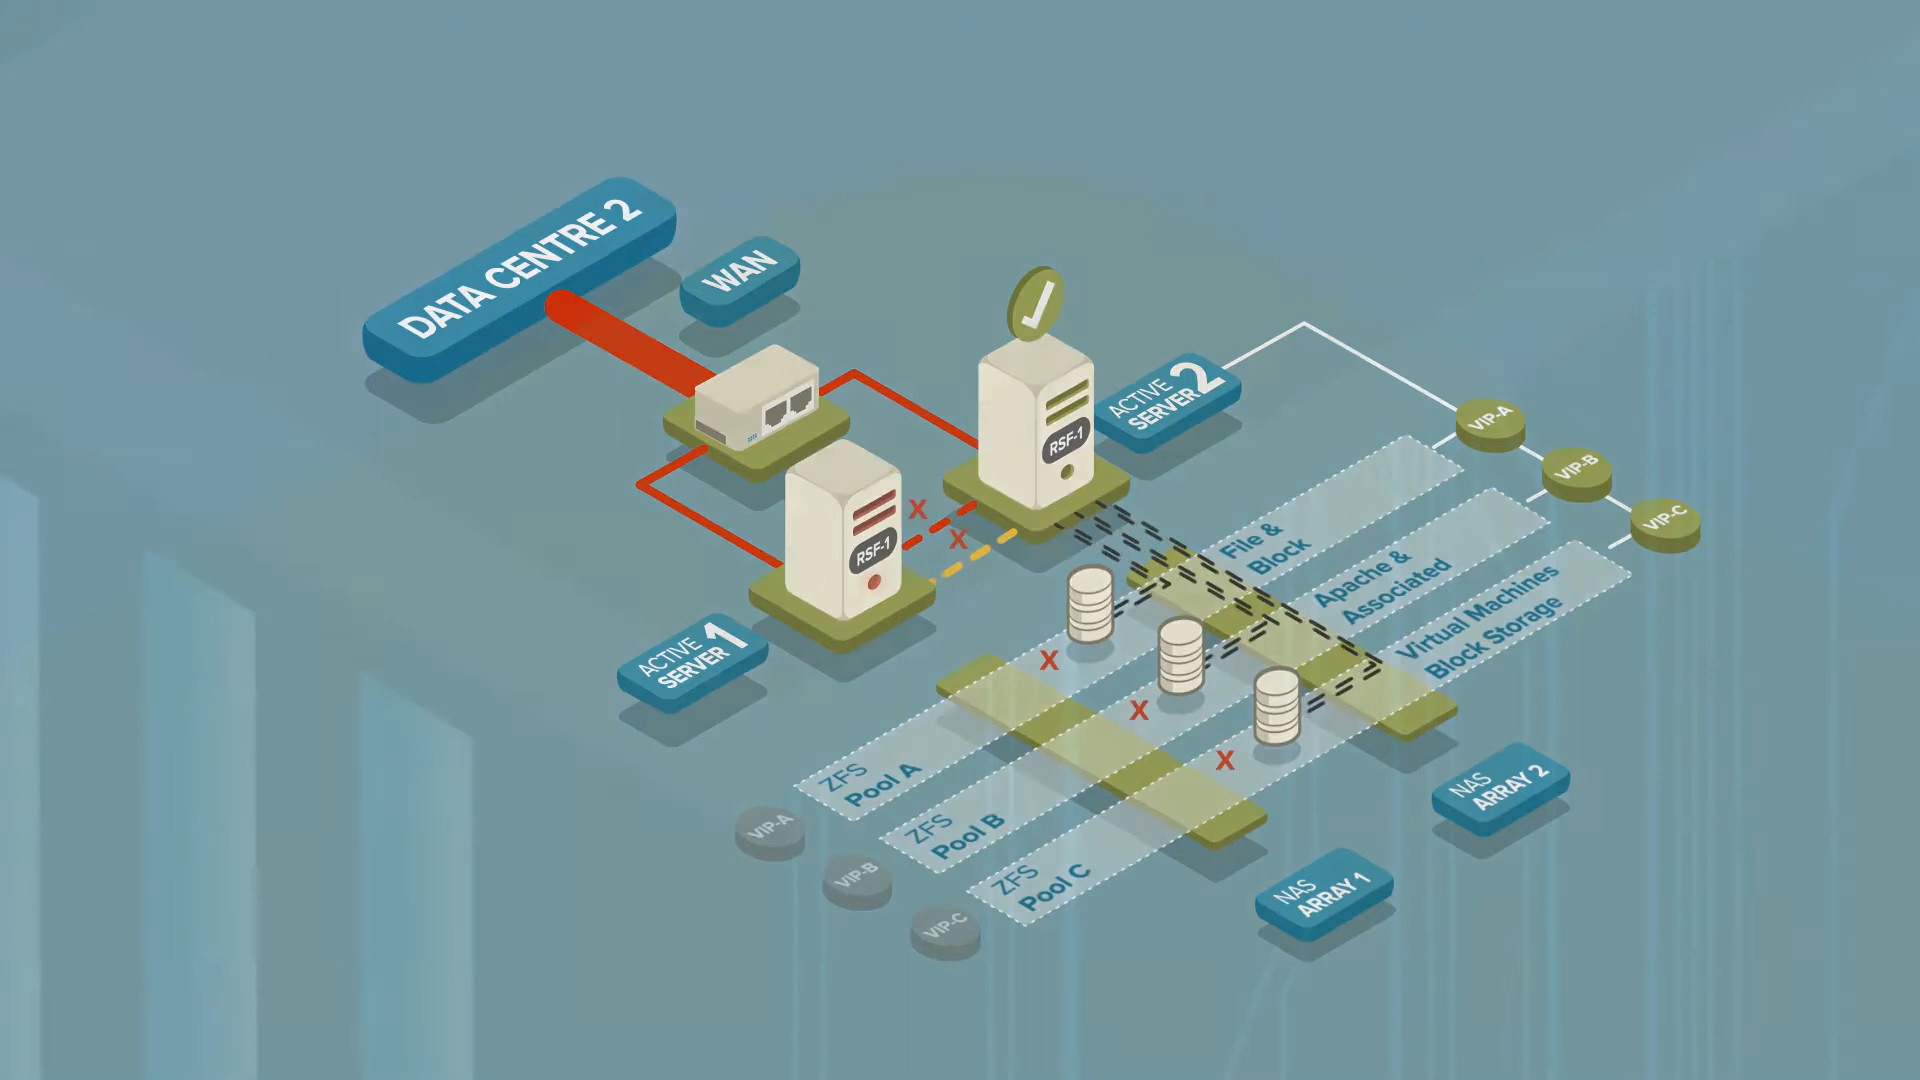 DATA CENTRE 2
WAN
RSF-1
ACTIVE
SERVER 2
VIP-A
VIP-B
VIP-C
RSF-1
X
X
ACTIVE
SERVER 1
File &
Block
Apache &
Associated
Virtual Machines
Block Storage
X
X
X
ZFS
Pool A
ZFS
Pool B
ZFS
Pool C
VIP-A
VIP-B
VIP-C
NAS
ARRAY 2
NAS
ARRAY 1